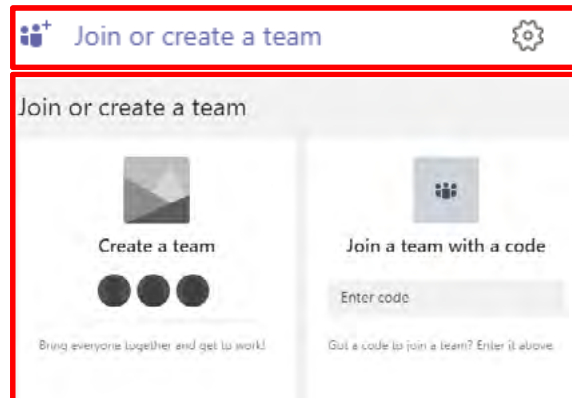 Join or create a team
Join or create a team
Create a team
Join a team with a code
Enter code
Bring everyone together and get to work!
Got a code to join a team? Enter it above.